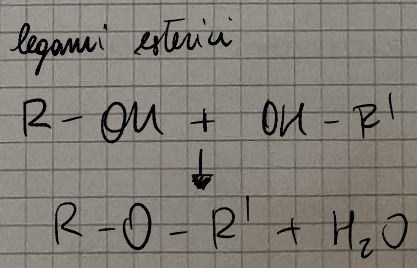 legami esterici
R - OH + OH - R'
↓
R - O - R' + H₂O